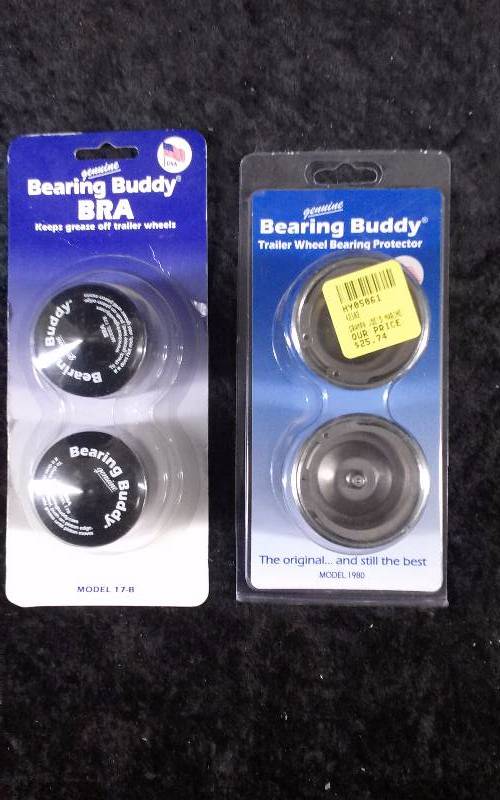 genuine
Bearing Buddy®
BRA
Keeps grease off trailer wheels
USA
Bearing Buddy®
Bearing Buddy®
genuine
MODEL 17-B
genuine
Bearing Buddy®
Trailer Wheel Bearing Protector
HY05061
OUR PRICE
$25.74
The original... and still the best
MODEL 1980